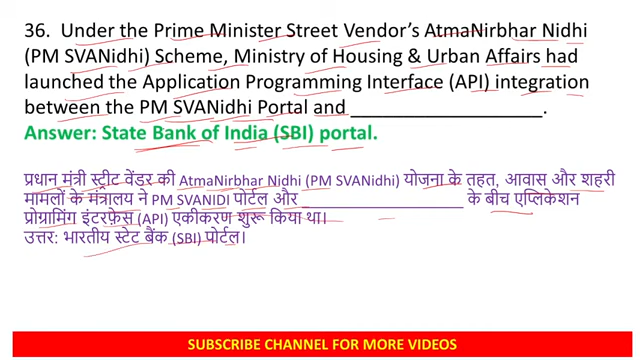 36. Under the Prime Minister Street Vendor's AtmaNirbhar Nidhi
(PM SVANidhi) Scheme, Ministry of Housing & Urban Affairs had
launched the Application Programming Interface (API) integration
between the PM SVANidhi Portal and ___________________.
Answer: State Bank of India (SBI) portal.
प्रधान मंत्री स्ट्रीट वेंडर की AtmaNirbhar Nidhi (PM SVANidhi) योजना के तहत, आवास और शहरी
मामलों के मंत्रालय ने PM SVANIDI पोर्टल और ____________________ के बीच एप्लिकेशन
प्रोग्रामिंग इंटरफ़ेस (API) एकीकरण शुरू किया था।
उत्तर: भारतीय स्टेट बैंक (SBI) पोर्टल।
SUBSCRIBE CHANNEL FOR MORE VIDEOS